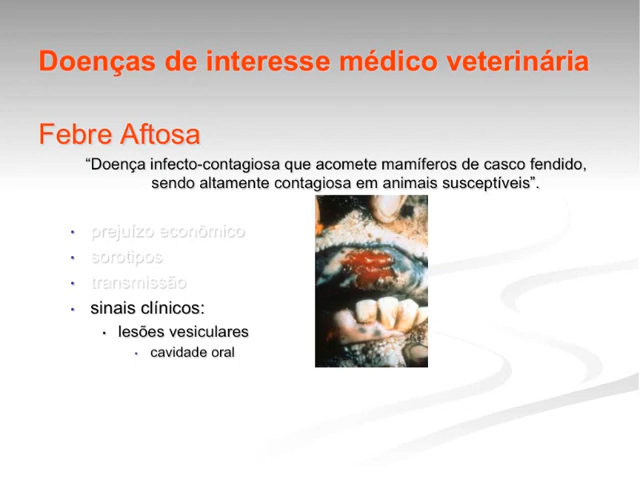 Doenças de interesse médico veterinária
Febre Aftosa
“Doença infecto-contagiosa que acomete mamíferos de casco fendido,
sendo altamente contagiosa em animais susceptíveis”.
• prejuízo econômico
• sorotipos
• transmissão
• sinais clínicos:
• lesões vesiculares
• cavidade oral